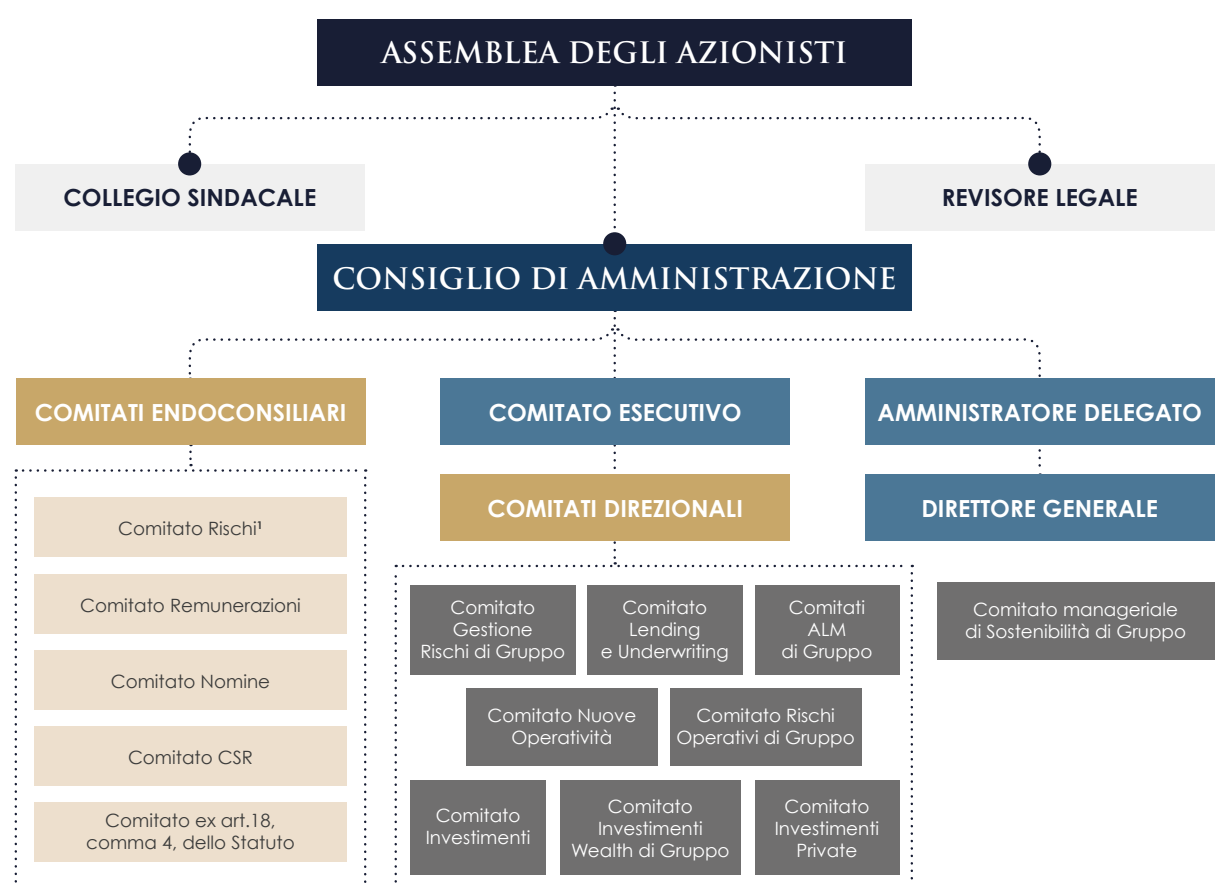 ASSEMBLEA DEGLI AZIONISTI
COLLEGIO SINDACALE
REVISORE LEGALE
CONSIGLIO DI AMMINISTRAZIONE
COMITATI ENDOCONSILIARI
COMITATO ESECUTIVO
AMMINISTRATORE DELEGATO
COMITATI DIREZIONALI
DIRETTORE GENERALE
Comitato Rischi¹
Comitato Remunerazioni
Comitato Nomine
Comitato CSR
Comitato ex art.18,
comma 4, dello Statuto
Comitato
Gestione
Rischi di Gruppo
Comitato
Lending
e Underwriting
Comitati
ALM
di Gruppo
Comitato Nuove
Operatività
Comitato Rischi
Operativi di Gruppo
Comitato
Investimenti
Comitato
Investimenti
Wealth di Gruppo
Comitato
Investimenti
Private
Comitato manageriale
di Sostenibilità di Gruppo